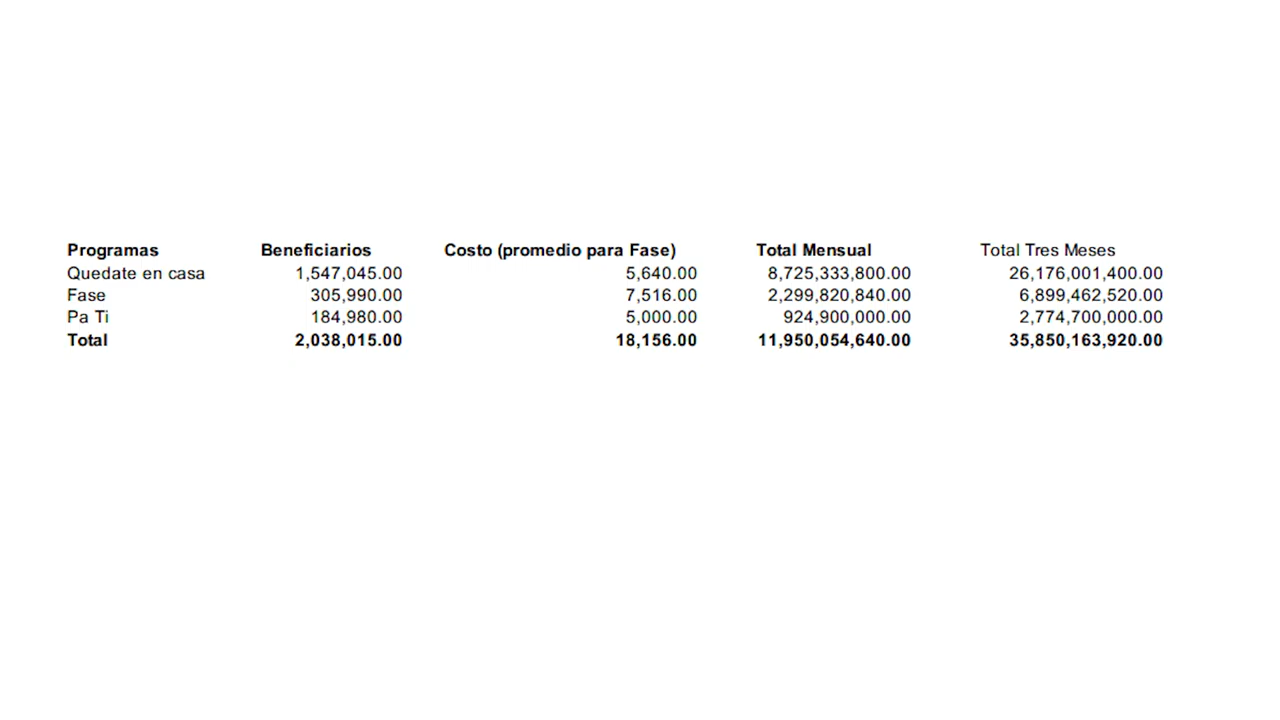 Programas Beneficiarios Costo (promedio para Fase) Total Mensual Total Tres Meses
Quedate en casa 1,547,045.00 5,640.00 8,725,333,800.00 26,176,001,400.00
Fase 305,990.00 7,516.00 2,299,820,840.00 6,899,462,520.00
Pa Ti 184,980.00 5,000.00 924,900,000.00 2,774,700,000.00
Total 2,038,015.00 18,156.00 11,950,054,640.00 35,850,163,920.00